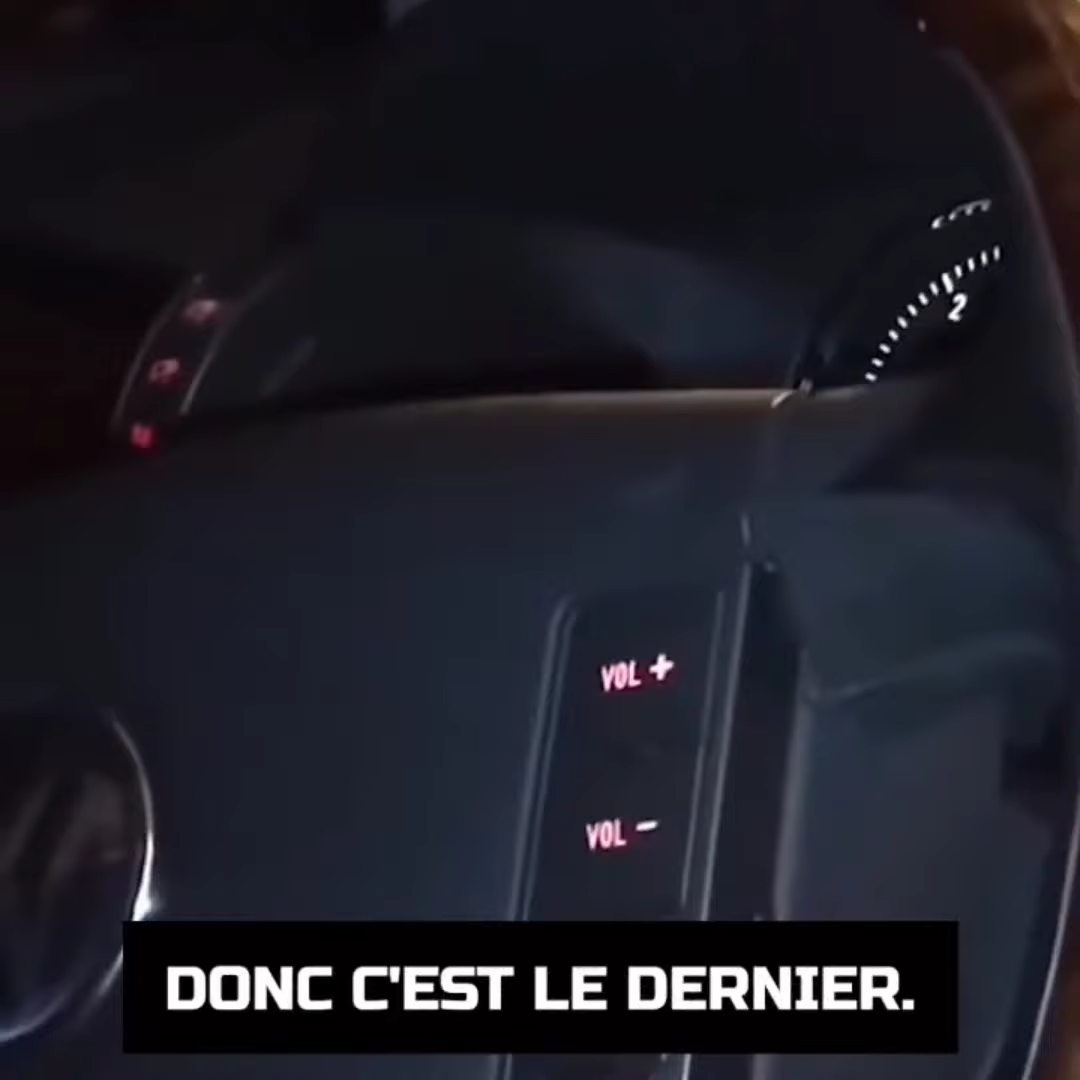 2
VOL +
VOL -
DONC C'EST LE DERNIER.